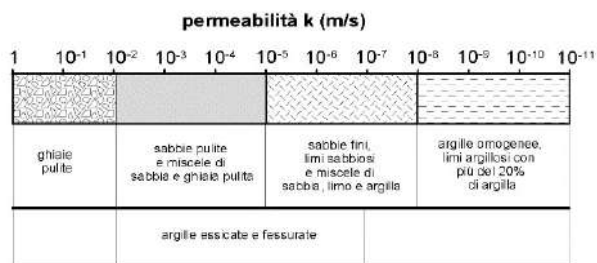 permeabilità k (m/s)
1 10-1 10-2 10-3 10-4 10-5 10-6 10-7 10-8 10-9 10-10 10-11
ghiaie
pulite
sabbie pulite
e miscele di
sabbia e ghiaia pulita
sabbie fini,
limi sabbiosi
e miscele di
sabbia, limo e argilla
argille omogenee,
limi argillosi con
più del 20%
di argilla
argille essicate e fessurate